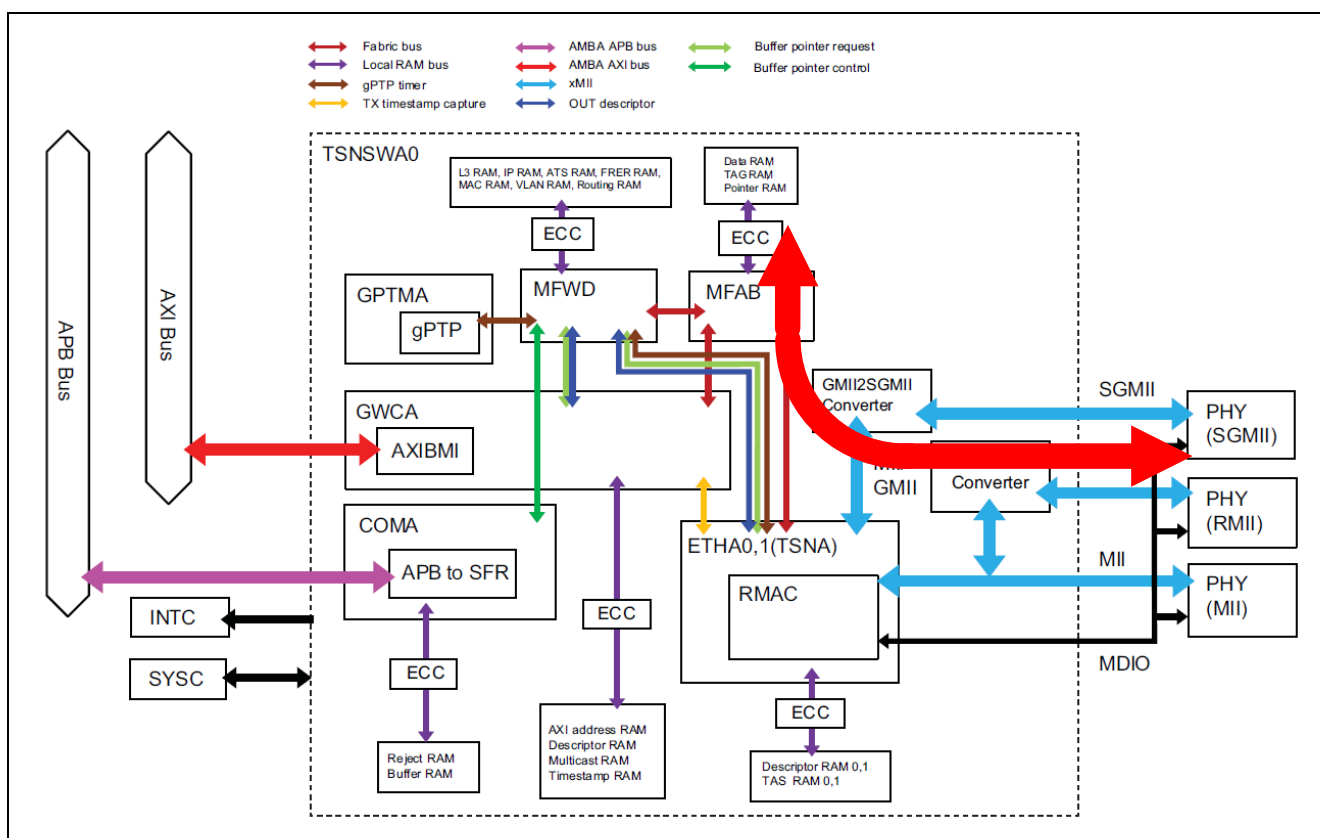 Fabric bus
Local RAM bus
gPTP timer
TX timestamp capture
AMBA APB bus
AMBA AXI bus
xMII
OUT descriptor
Buffer pointer request
Buffer pointer control
APB Bus
AXI Bus
TSNSWA0
L3 RAM, IP RAM, ATS RAM, FRER RAM,
MAC RAM, VLAN RAM, Routing RAM
Data RAM
TAG RAM
Pointer RAM
ECC
ECC
GPTMA
gPTP
MFWD
MFAB
GMII2SGMII
Converter
SGMII
PHY
(SGMII)
GWCA
AXIBMI
GMII
Converter
PHY
(RMII)
COMA
APB to SFR
ETHA0,1(TSNA)
RMAC
MII
PHY
(MII)
MDIO
INTC
SYSC
ECC
ECC
ECC
Reject RAM
Buffer RAM
AXI address RAM
Descriptor RAM
Multicast RAM
Timestamp RAM
Descriptor RAM 0,1
TAS RAM 0,1